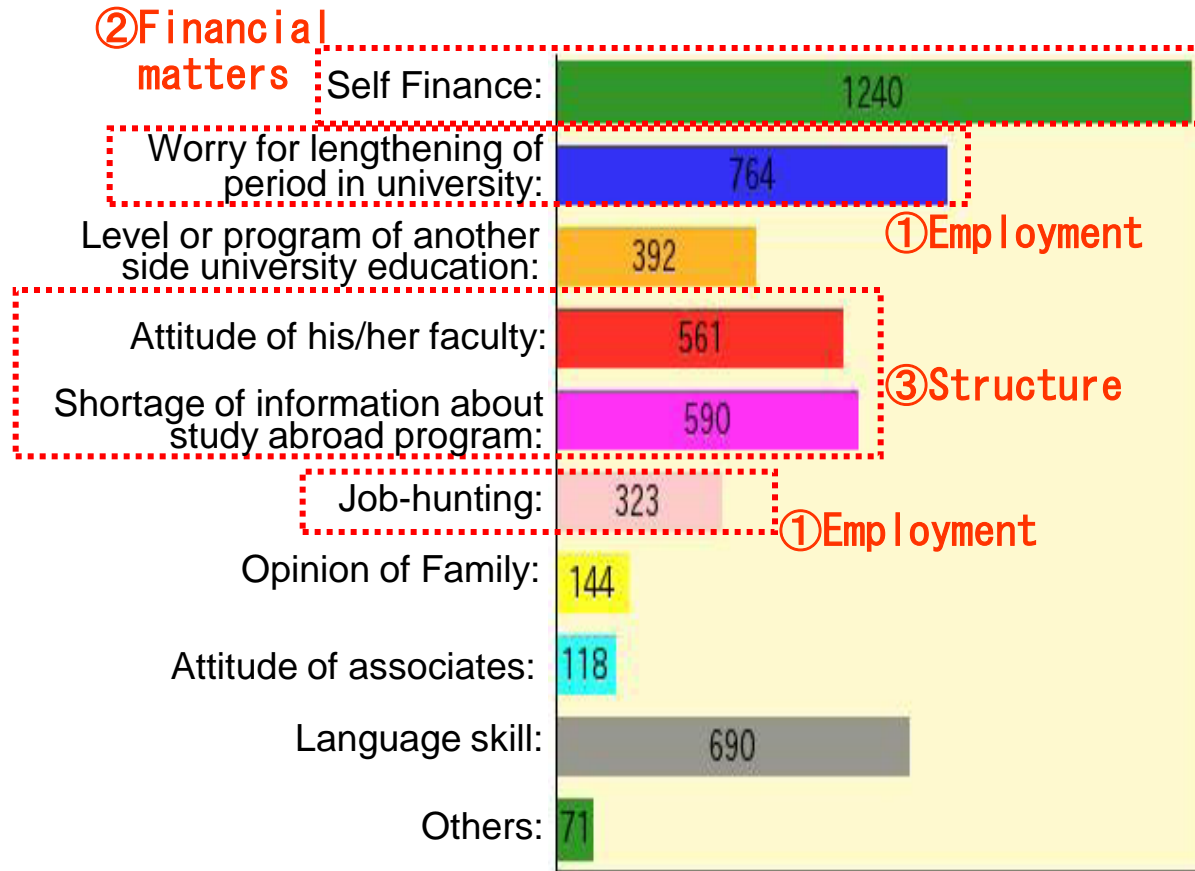 ②Financial
matters
Self Finance:
1240
Worry for lengthening of
period in university:
764
①Employment
Level or program of another
side university education:
392
Attitude of his/her faculty:
561
③Structure
Shortage of information about
study abroad program:
590
Job-hunting:
323
①Employment
Opinion of Family:
144
Attitude of associates:
118
Language skill:
690
Others:
71